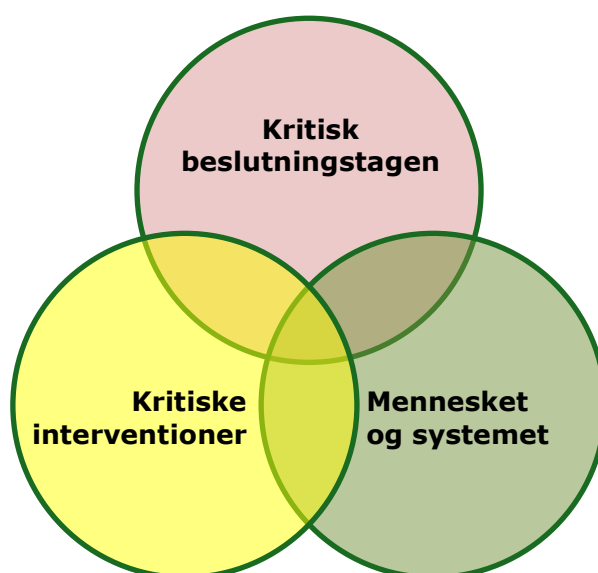 Kritisk
beslutningstagen
Kritiske
interventioner
Mennesket
og systemet